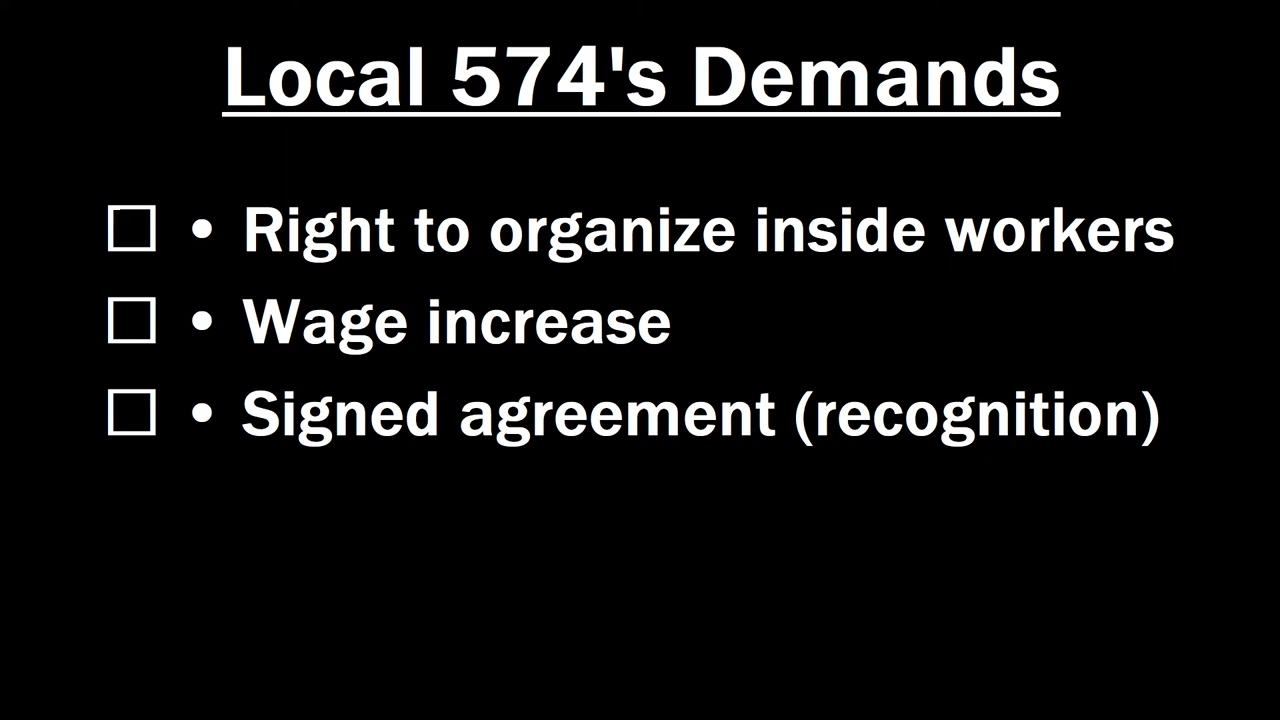 Local 574's Demands
☐ • Right to organize inside workers
☐ • Wage increase
☐ • Signed agreement (recognition)